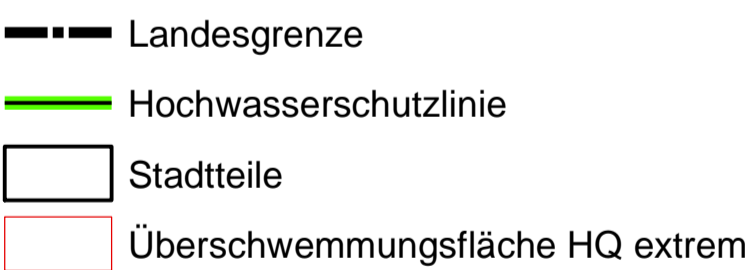 Landesgrenze
Hochwasserschutzlinie
Stadtteile
Überschwemmungsfläche HQ extrem